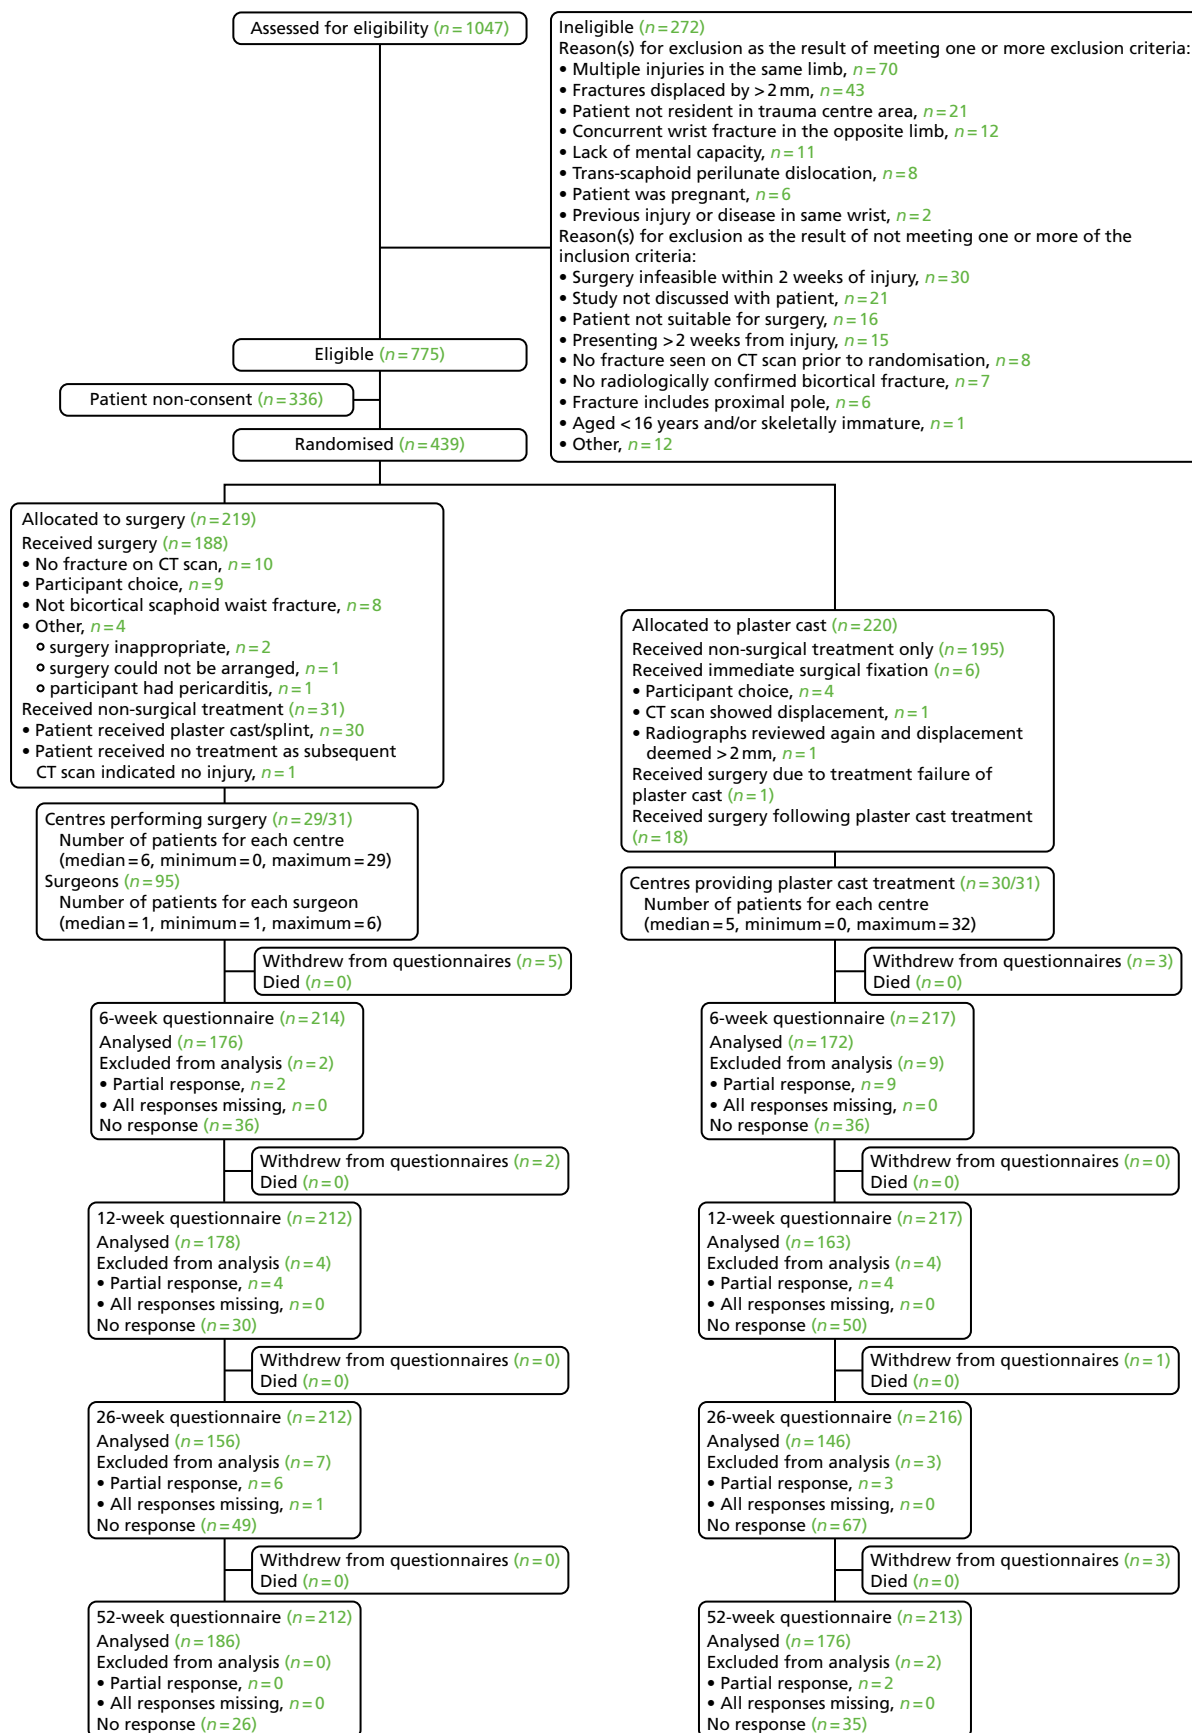 Assessed for eligibility (n=1047)
Ineligible (n=272)
Reason(s) for exclusion as the result of meeting one or more exclusion criteria:
• Multiple injuries in the same limb, n=70
• Fractures displaced by >2mm, n=43
• Patient not resident in trauma centre area, n=21
• Concurrent wrist fracture in the opposite limb, n=12
• Lack of mental capacity, n=11
• Trans-scaphoid perilunate dislocation, n=8
• Patient was pregnant, n=6
• Previous injury or disease in same wrist, n=2
Reason(s) for exclusion as the result of not meeting one or more of the
inclusion criteria:
• Surgery infeasible within 2 weeks of injury, n=30
• Study not discussed with patient, n=21
• Patient not suitable for surgery, n=16
• Presenting >2 weeks from injury, n=15
• No fracture seen on CT scan prior to randomisation, n=8
• No radiologically confirmed bicortical fracture, n=7
• Fracture includes proximal pole, n=6
• Aged <16 years and/or skeletally immature, n=1
• Other, n=12
Eligible (n=775)
Patient non-consent (n=336)
Randomised (n=439)
Allocated to surgery (n=219)
Received surgery (n=188)
• No fracture on CT scan, n=10
• Participant choice, n=9
• Not bicortical scaphoid waist fracture, n=8
• Other, n=4
o surgery inappropriate, n=2
o surgery could not be arranged, n=1
o participant had pericarditis, n=1
Received non-surgical treatment (n=31)
• Patient received plaster cast/splint, n=30
• Patient received no treatment as subsequent
CT scan indicated no injury, n=1
Centres performing surgery (n=29/31)
Number of patients for each centre
(median=6, minimum=0, maximum=29)
Surgeons (n=95)
Number of patients for each surgeon
(median=1, minimum=1, maximum=6)
Withdrew from questionnaires (n=5)
Died (n=0)
6-week questionnaire (n=214)
Analysed (n=176)
Excluded from analysis (n=2)
• Partial response, n=2
• All responses missing, n=0
No response (n=36)
Withdrew from questionnaires (n=2)
Died (n=0)
12-week questionnaire (n=212)
Analysed (n=178)
Excluded from analysis (n=4)
• Partial response, n=4
• All responses missing, n=0
No response (n=30)
Withdrew from questionnaires (n=0)
Died (n=0)
26-week questionnaire (n=212)
Analysed (n=156)
Excluded from analysis (n=7)
• Partial response, n=6
• All responses missing, n=1
No response (n=49)
Withdrew from questionnaires (n=0)
Died (n=0)
52-week questionnaire (n=212)
Analysed (n=186)
Excluded from analysis (n=0)
• Partial response, n=0
• All responses missing, n=0
No response (n=26)
Allocated to plaster cast (n=220)
Received non-surgical treatment only (n=195)
Received immediate surgical fixation (n=6)
• Participant choice, n=4
• CT scan showed displacement, n=1
• Radiographs reviewed again and displacement
deemed >2mm, n=1
Received surgery due to treatment failure of
plaster cast (n=1)
Received surgery following plaster cast treatment
(n=18)
Centres providing plaster cast treatment (n=30/31)
Number of patients for each centre
(median=5, minimum=0, maximum=32)
Withdrew from questionnaires (n=3)
Died (n=0)
6-week questionnaire (n=217)
Analysed (n=172)
Excluded from analysis (n=9)
• Partial response, n=9
• All responses missing, n=0
No response (n=36)
Withdrew from questionnaires (n=0)
Died (n=0)
12-week questionnaire (n=217)
Analysed (n=163)
Excluded from analysis (n=4)
• Partial response, n=4
• All responses missing, n=0
No response (n=50)
Withdrew from questionnaires (n=1)
Died (n=0)
26-week questionnaire (n=216)
Analysed (n=146)
Excluded from analysis (n=3)
• Partial response, n=3
• All responses missing, n=0
No response (n=67)
Withdrew from questionnaires (n=3)
Died (n=0)
52-week questionnaire (n=213)
Analysed (n=176)
Excluded from analysis (n=2)
• Partial response, n=2
• All responses missing, n=0
No response (n=35)